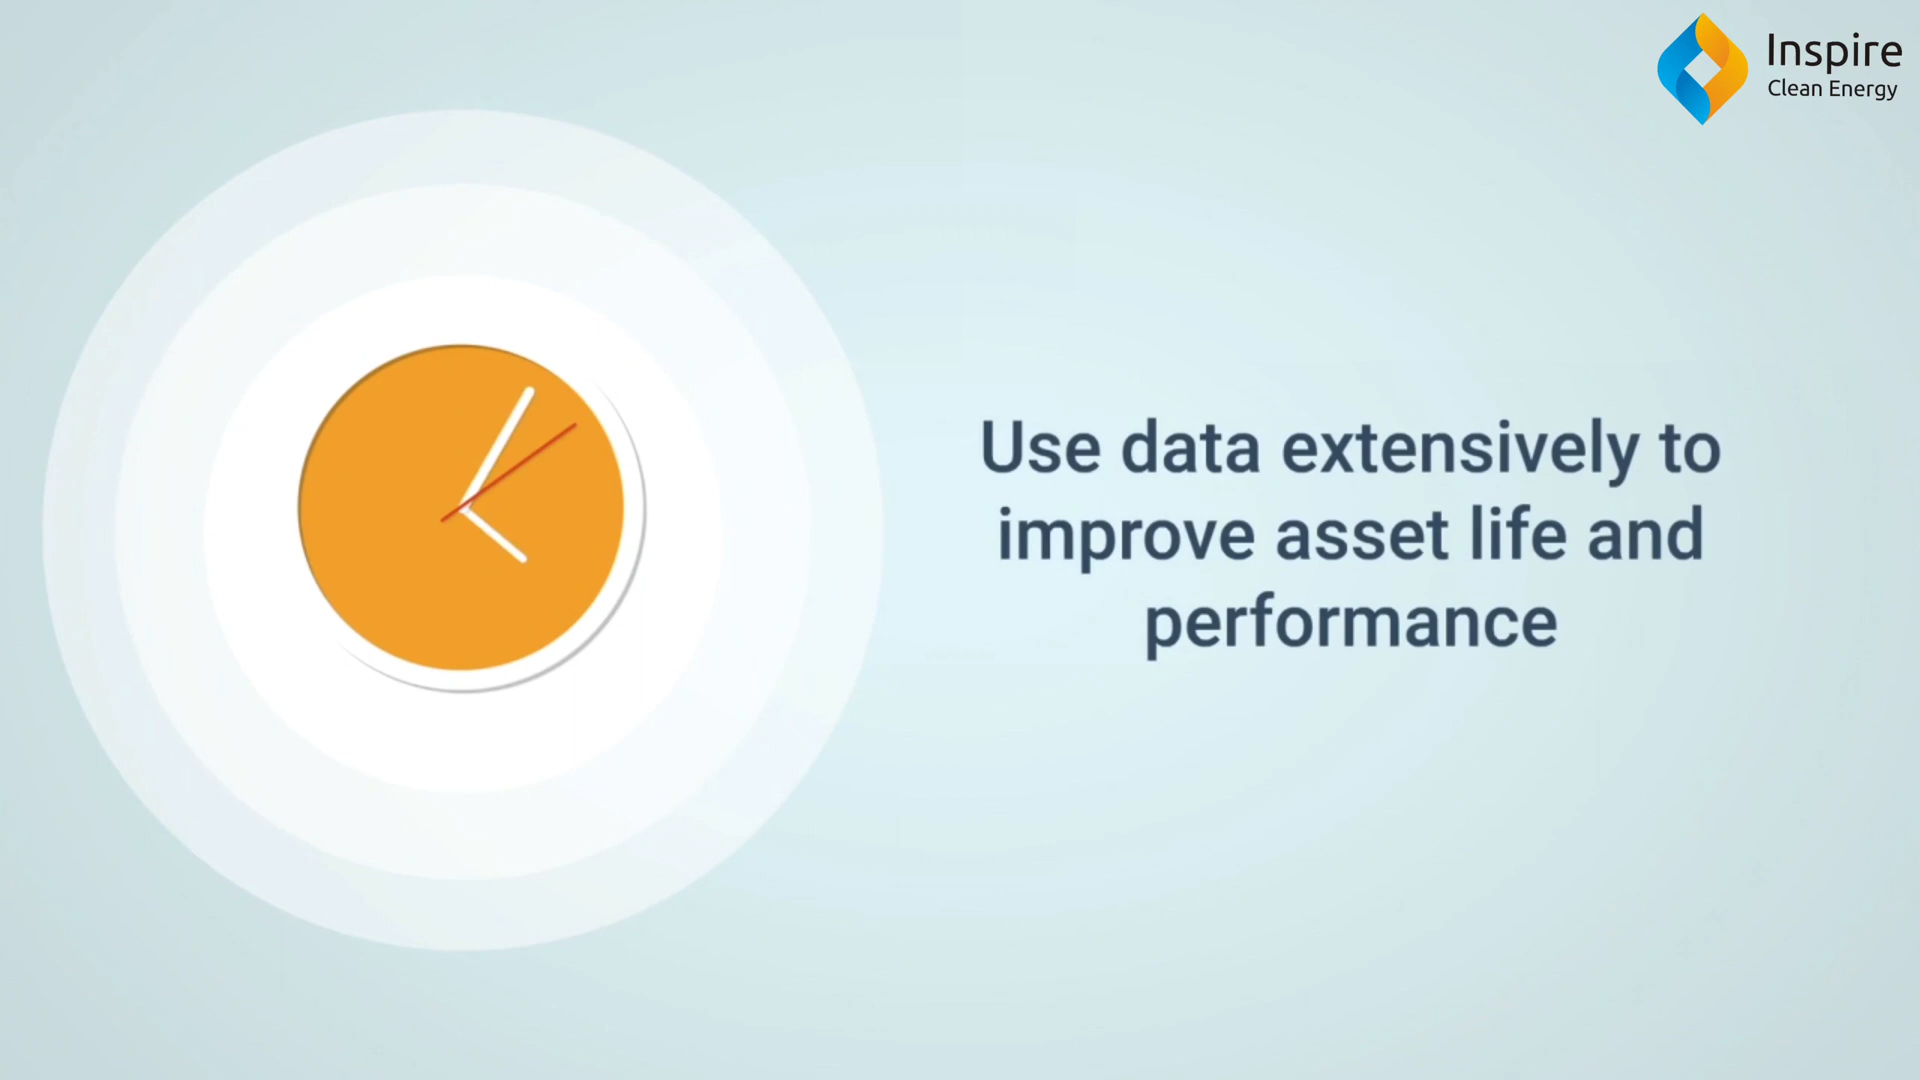 Inspire
Clean Energy
Use data extensively to
improve asset life and
performance